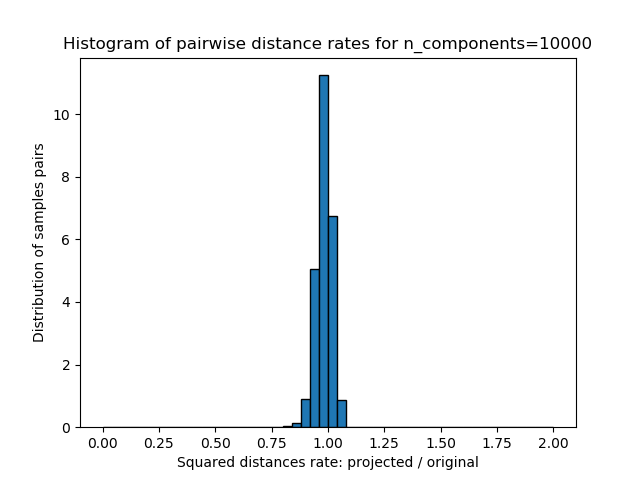 Histogram of pairwise distance rates for n_components=10000
Distribution of samples pairs
10
8
6
4
2
0
0.00 0.25 0.50 0.75 1.00 1.25 1.50 1.75 2.00
Squared distances rate: projected / original